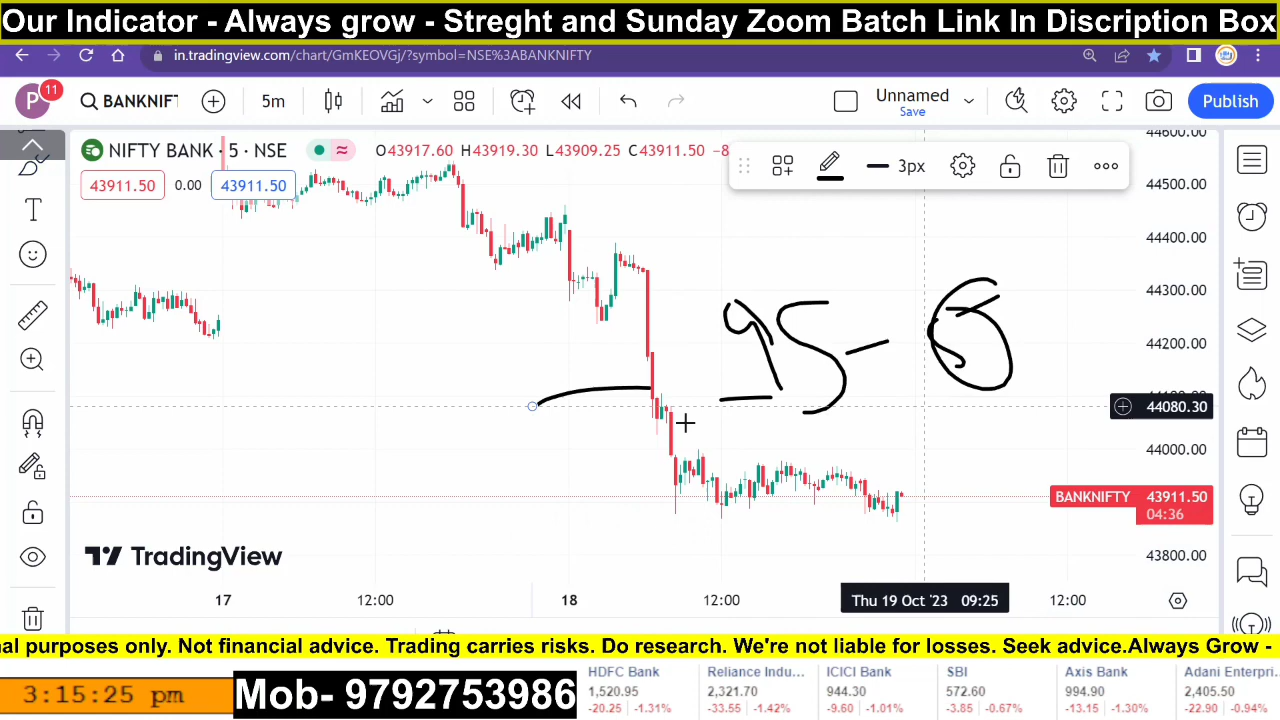 Our Indicator - Always grow - Streght and Sunday Zoom Batch Link In Discription Box
in.tradingview.com/chart/GmKEOVGj/?symbol=NSE%3ABANKNIFTY
P 11 BANKNIFT 5m Unnamed Save Publish
NIFTY BANK · 5 · NSE O43917.60 H43919.30 L43909.25 C43911.50 −8
43911.50 0.00 43911.50
3px
44600.00
44500.00
44400.00
44300.00
44200.00
44080.30
44000.00
BANKNIFTY 43911.50
04:36
43800.00
95-
TradingView
17 12:00 18 12:00 Thu 19 Oct '23 09:25 12:00
nal purposes only. Not financial advice. Trading carries risks. Do research. We're not liable for losses. Seek advice.Always Grow -
3:15:25 pm
Mob- 9792753986
HDFC Bank Reliance Indu... ICICI Bank SBI Axis Bank Adani Enterpri
1,520.95 2,321.70 944.30 572.60 994.90 2,405.50
-20.25 -1.31% -33.55 -1.42% -9.60 -1.01% -3.85 -0.67% -13.15 -1.30% -22.90 -0.94%